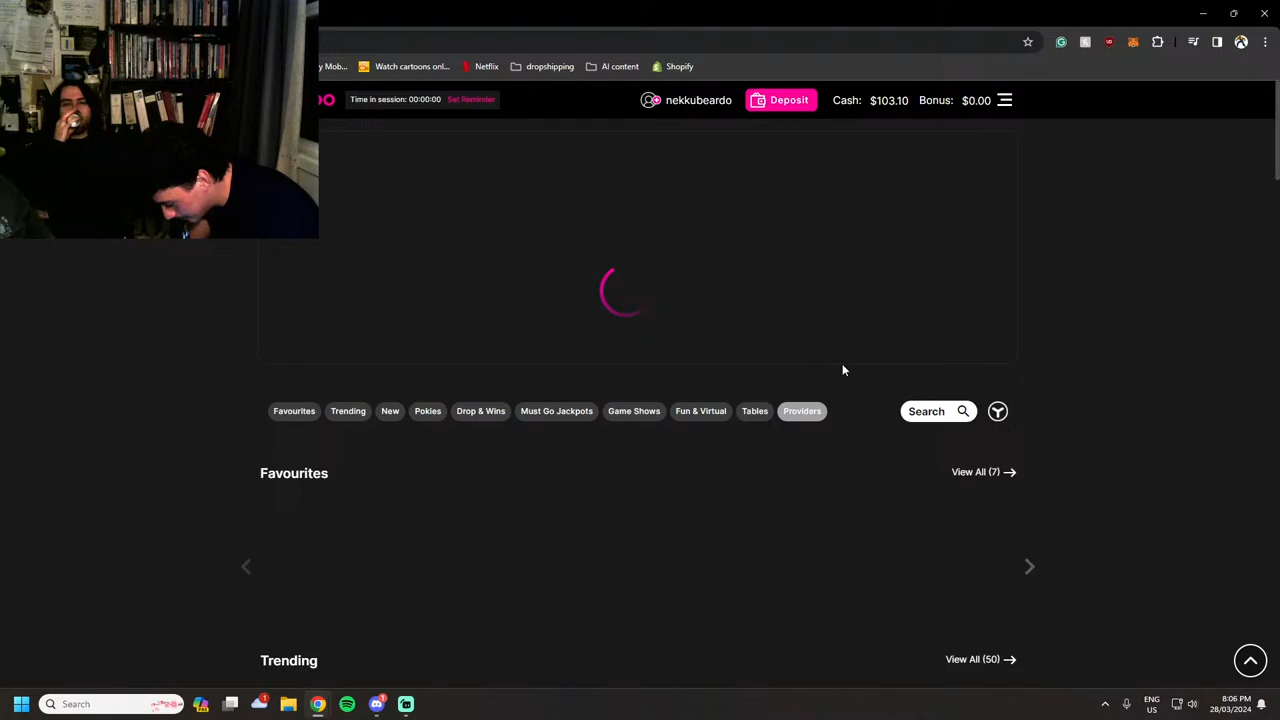 y Mob...
Watch cartoons onl...
Netflix
dropshipping
AI content
Shopify
oo
Time in session: 00:00:00
Set Reminder
nekkubeardo
Deposit
Cash: $103.10
Bonus: $0.00
Favourites
Trending
New
Pokies
Drop & Wins
Must Go Jackpots
Game Shows
Fun & Virtual
Tables
Providers
Search
Favourites
View All (7)
Trending
View All (50)
Search
ENG
US
8:06 PM
28/03/2024